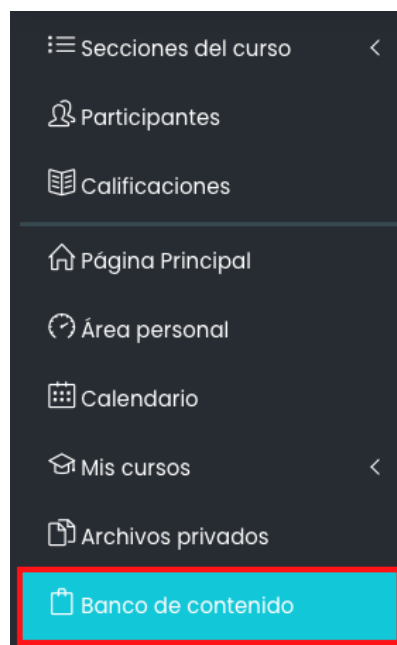 Secciones del curso
Participantes
Calificaciones
Página Principal
Área personal
Calendario
Mis cursos
Archivos privados
Banco de contenido